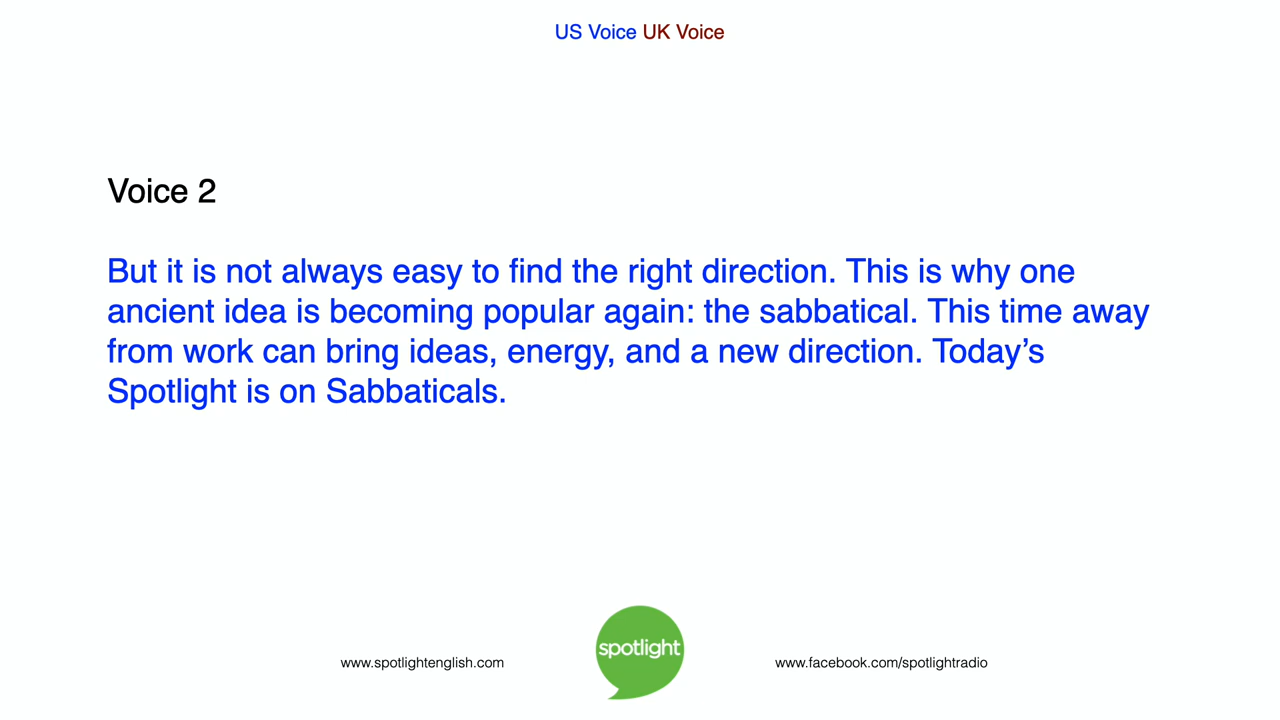 US Voice UK Voice
Voice 2
But it is not always easy to find the right direction. This is why one
ancient idea is becoming popular again: the sabbatical. This time away
from work can bring ideas, energy, and a new direction. Today’s
Spotlight is on Sabbaticals.
www.spotlightenglish.com
spotlight
www.facebook.com/spotlightradio